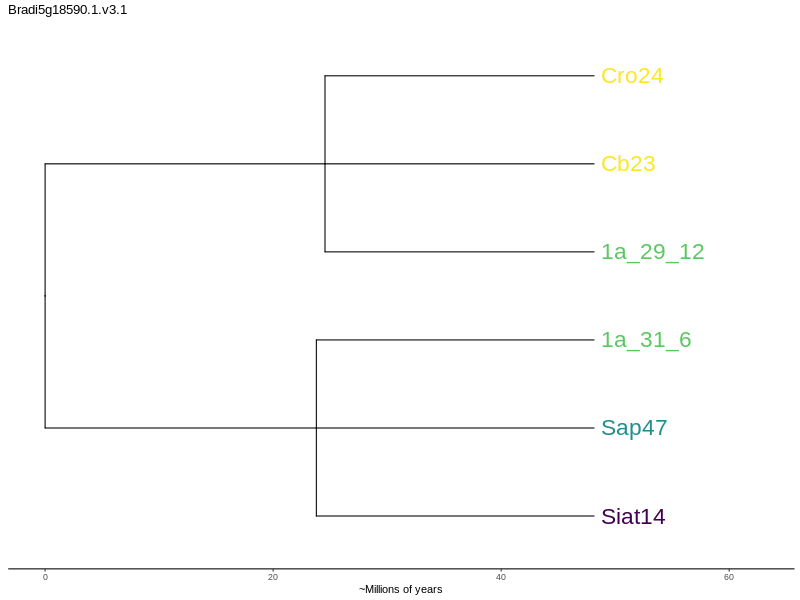 Bradi5g18590.1.v3.1
Cro24
Cb23
1a_29_12
1a_31_6
Sap47
Siat14
0 20 40 60
~Millions of years